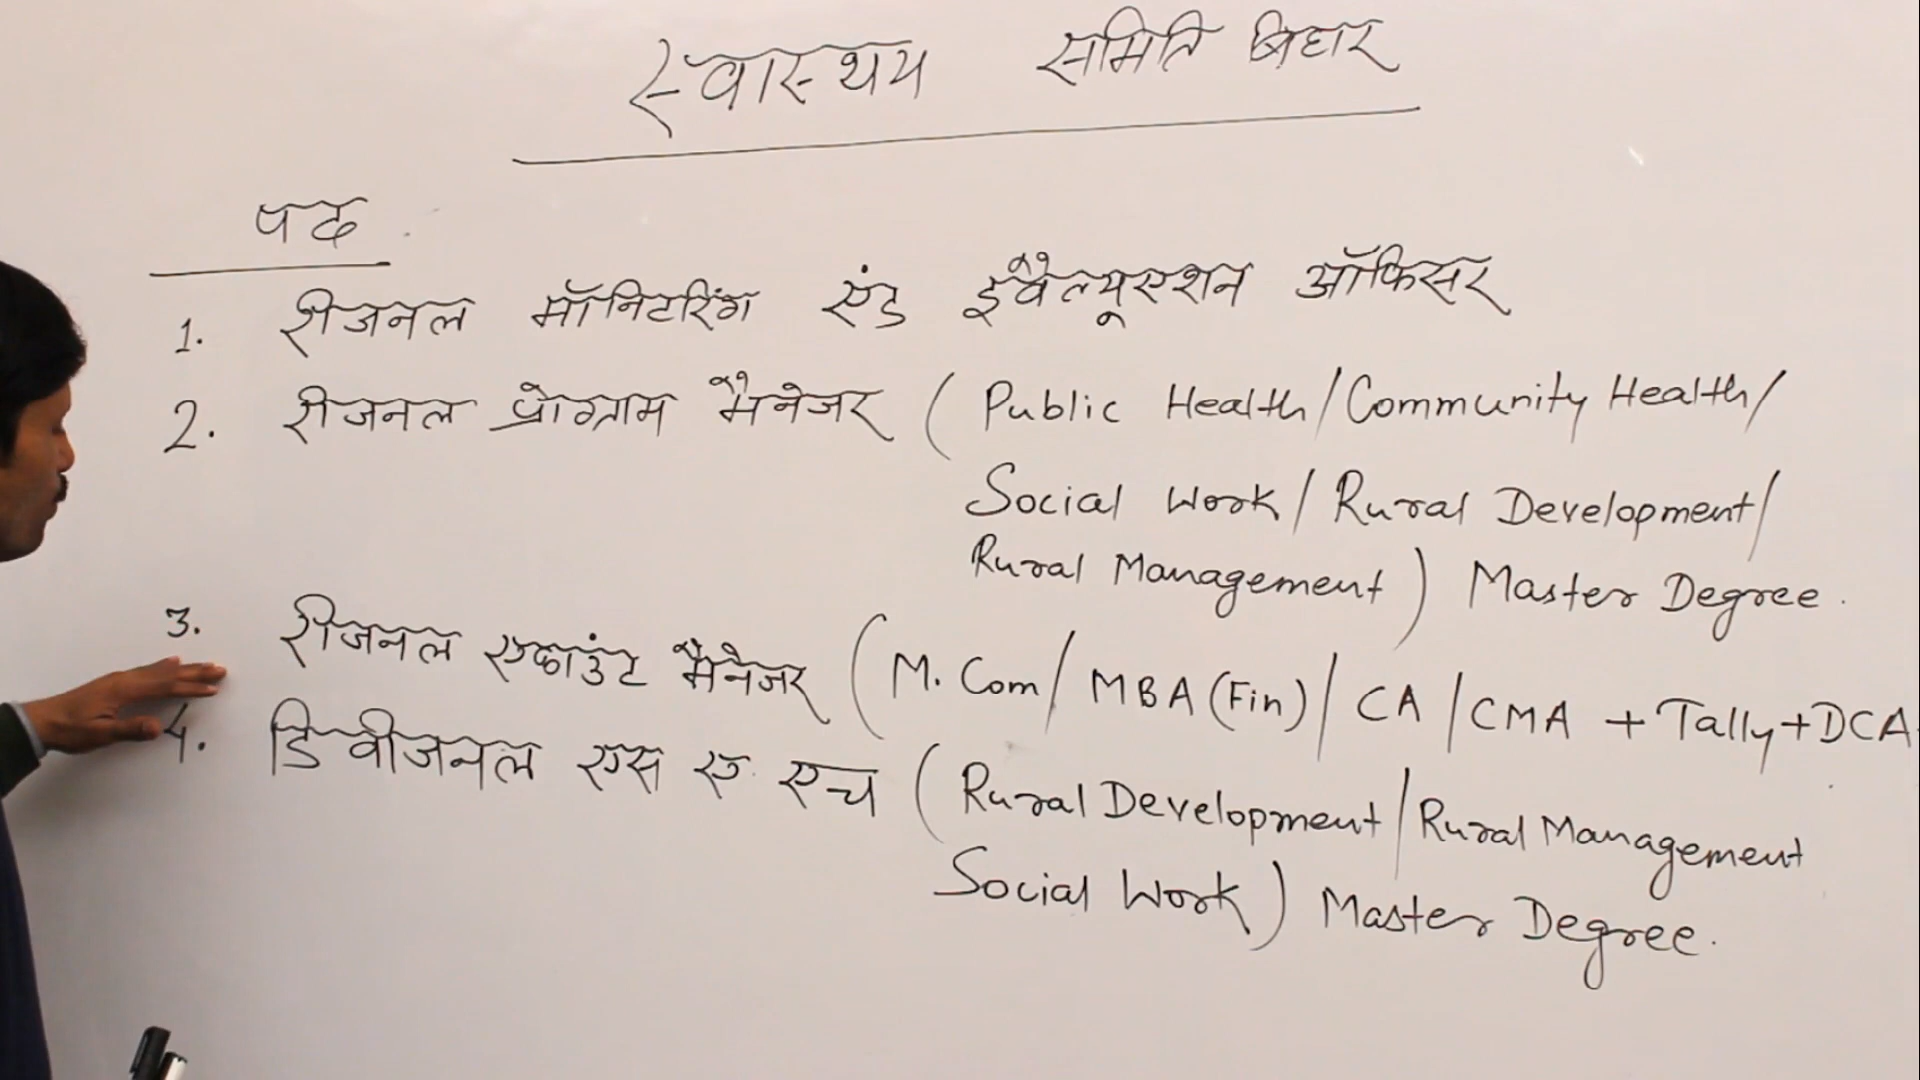 स्वास्थय समिति बिहार
पद
1. रीजनल मॉनिटरिंग एंड इवैल्यूएशन ऑफिसर
2. रीजनल प्रोग्राम मैनेजर ( Public Health/Community Health/
Social Work/ Rural Development/
Rural Management ) Master Degree.
3. रीजनल एकाउंट मैनेजर ( M. Com/ MBA (Fin)/ CA /CMA + Tally+DCA
4. डिवीजनल एस ए एच ( Rural Development/Rural Management
Social Work ) Master Degree.